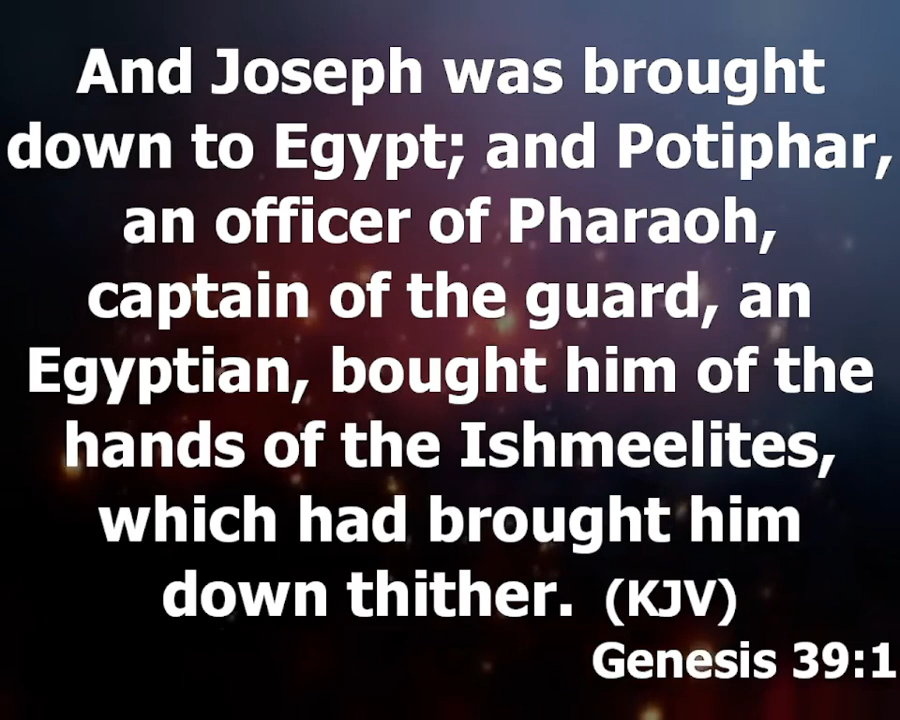 And Joseph was brought
down to Egypt; and Potiphar,
an officer of Pharaoh,
captain of the guard, an
Egyptian, bought him of the
hands of the Ishmeelites,
which had brought him
down thither. (KJV)
Genesis 39:1